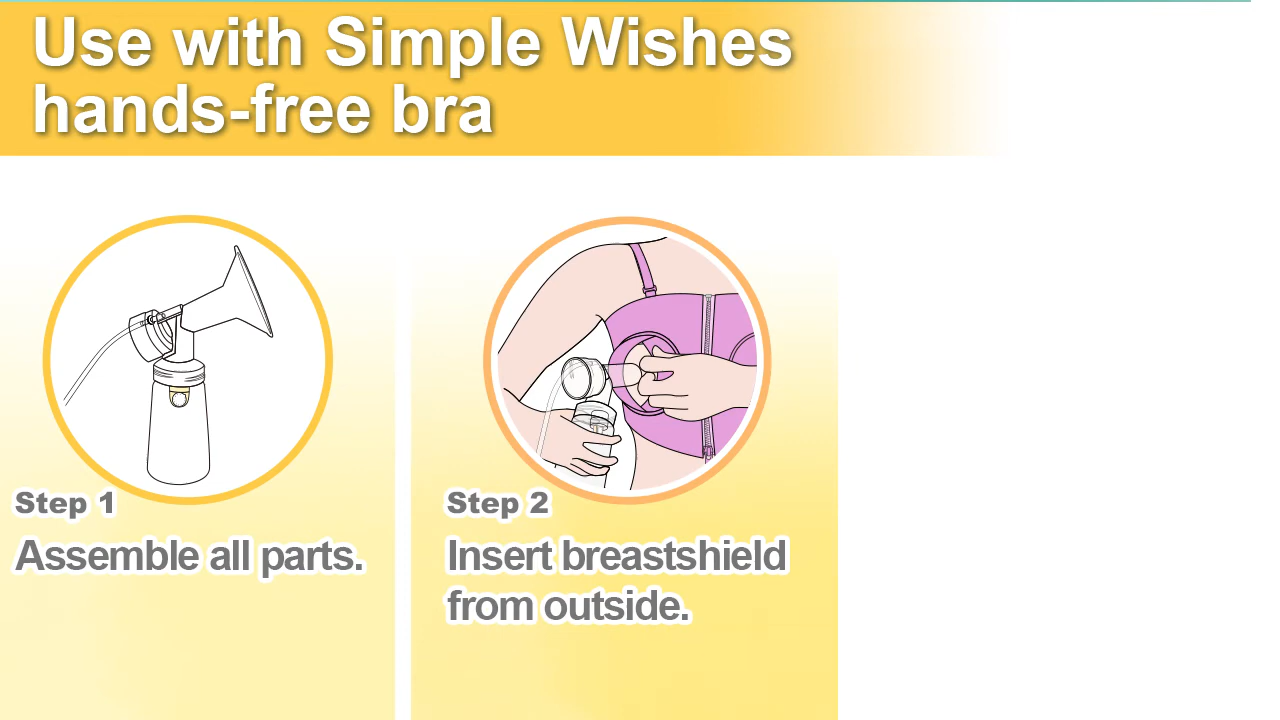 Use with Simple Wishes
hands-free bra
Step 1
Assemble all parts.
Step 2
Insert breastshield
from outside.